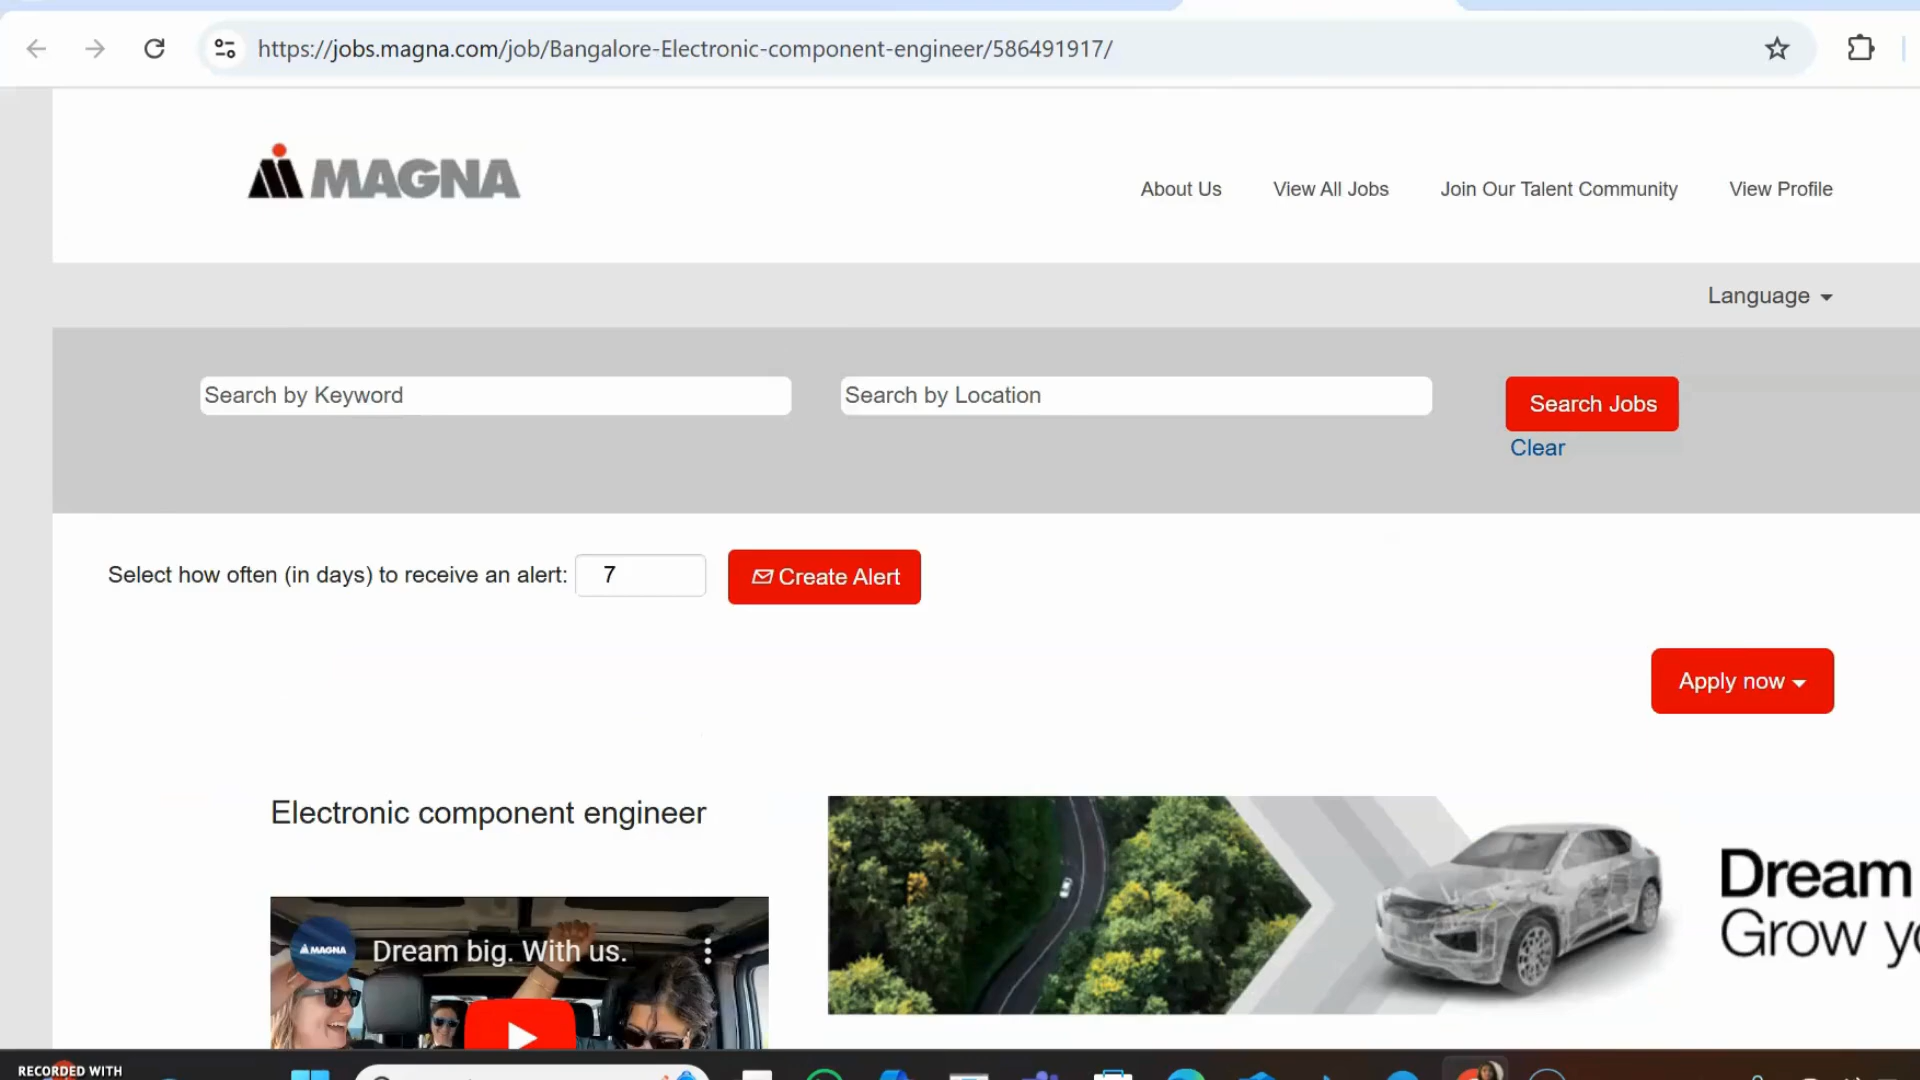 https://jobs.magna.com/job/Bangalore-Electronic-component-engineer/586491917/
MAGNA
About Us
View All Jobs
Join Our Talent Community
View Profile
Language
Search by Keyword
Search by Location
Search Jobs
Clear
Select how often (in days) to receive an alert:
7
Create Alert
Apply now
Electronic component engineer
MAGNA
Dream big. With us.
Dream
Grow yo
RECORDED WITH